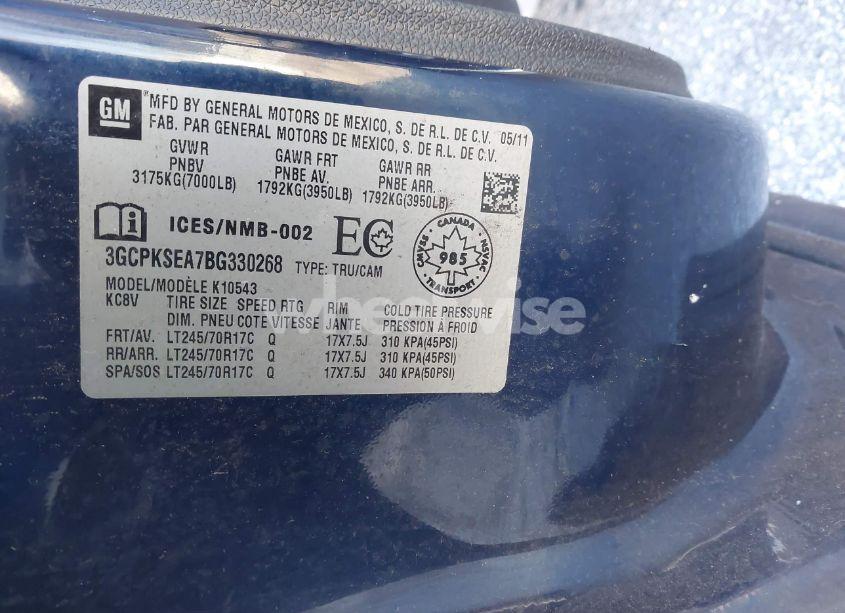 GM ® MFD BY GENERAL MOTORS DE MEXICO, S. DE R.L. DE C.V. 05/11
FAB. PAR GENERAL MOTORS DE MEXICO, S. DE R.L. DE C.V.
GVWR GAWR FRT GAWR RR
PNBV PNBE AV. PNBE ARR.
3175KG(7000LB) 1792KG(3950LB) 1792KG(3950LB)
i ICES/NMB-002 EC CANADA CMVSS 985 NSVAC TRANSPORT
3GCPKSEA7BG330268 TYPE: TRU/CAM
MODEL/MODÈLE K10543
KC8V TIRE SIZE SPEED RTG RIM COLD TIRE PRESSURE
DIM. PNEU COTE VITESSE JANTE PRESSION À FROID
FRT/AV. LT245/70R17C Q 17X7.5J 310 KPA(45PSI)
RR/ARR. LT245/70R17C Q 17X7.5J 310 KPA(45PSI)
SPA/SOS LT245/70R17C Q 17X7.5J 340 KPA(50PSI)
wheelwise